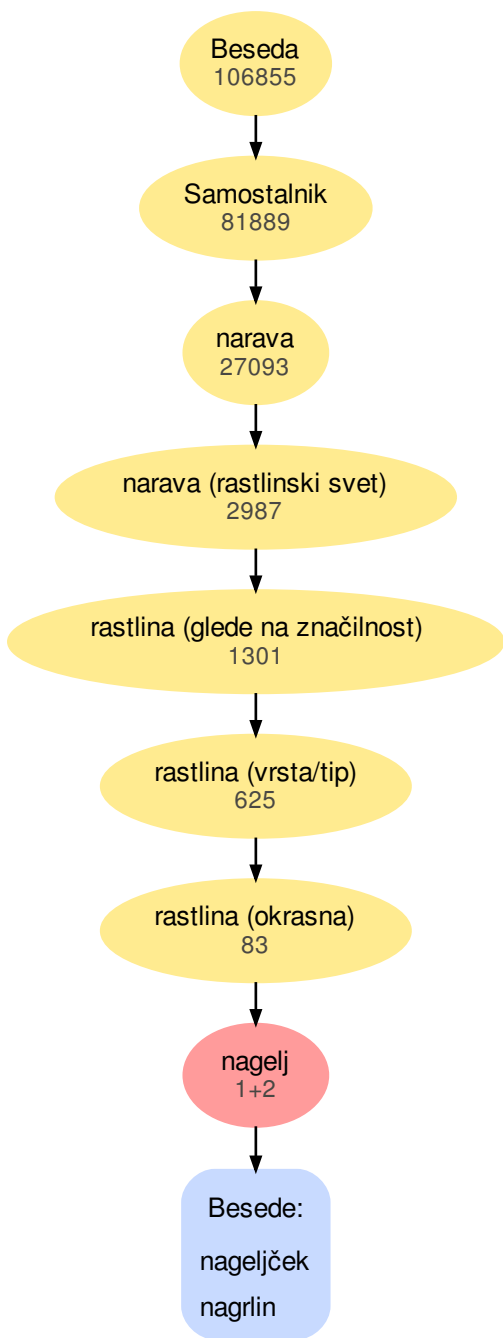 Beseda
106855
Samostalnik
81889
narava
27093
narava (rastlinski svet)
2987
rastlina (glede na značilnost)
1301
rastlina (vrsta/tip)
625
rastlina (okrasna)
83
nagelj
1+2
Besede:
nageljček
nagrlin